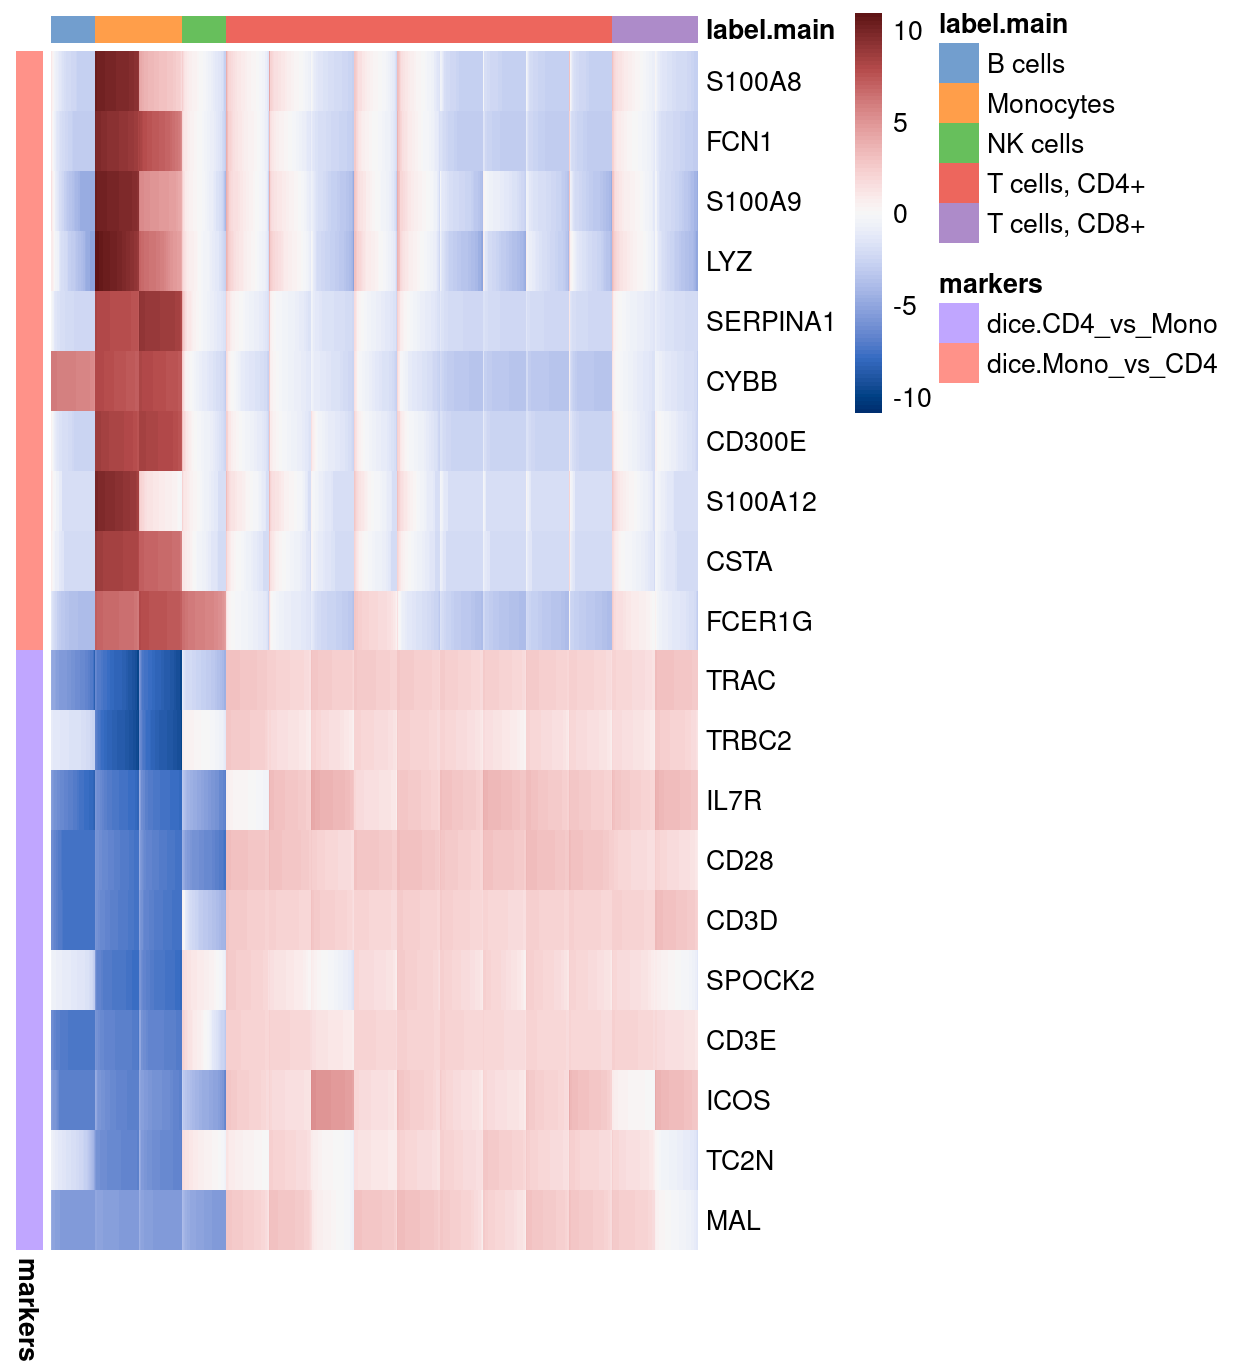 label.main
S100A8
FCN1
S100A9
LYZ
SERPINA1
CYBB
CD300E
S100A12
CSTA
FCER1G
TRAC
TRBC2
IL7R
CD28
CD3D
SPOCK2
CD3E
ICOS
TC2N
MAL
markers
10
5
0
-5
-10
label.main
B cells
Monocytes
NK cells
T cells, CD4+
T cells, CD8+
markers
dice.CD4_vs_Mono
dice.Mono_vs_CD4